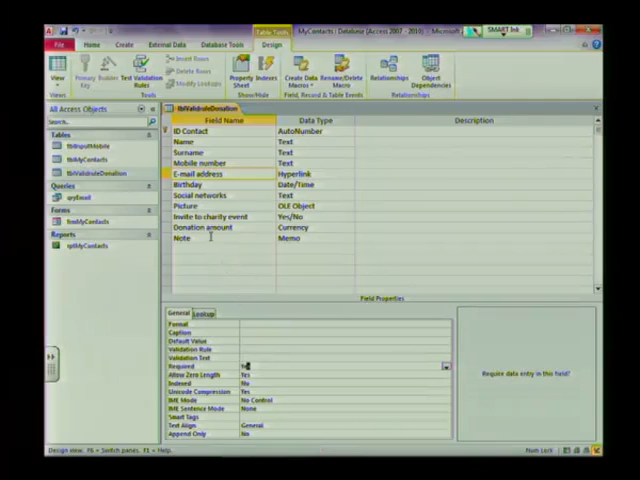 Table Tools
MyContacts : Database (Access 2007 - 2010)
SMART Ink
File
Home
Create
External Data
Database Tools
Design
View
Primary Key
Builder
Test Validation Rules
Insert Rows
Delete Rows
Modify Lookups
Property Sheet
Indexes
Create Data Macros
Rename/Delete Macro
Relationships
Object Dependencies
Views
Tools
Show/Hide
Field, Record & Table Events
Relationships
All Access Objects
Search...
Tables
tblInputMobile
tblMyContacts
tblValidruleDonation
Queries
qryEmail
Forms
frmMyContacts
Reports
rptMyContacts
tblValidruleDonation
Field Name Data Type Description
ID Contact AutoNumber
Name Text
Surname Text
Mobile number Text
E-mail address Hyperlink
Birthday Date/Time
Social networks Text
Picture OLE Object
Invite to charity event Yes/No
Donation amount Currency
Note Memo
Field Properties
General Lookup
Format
Caption
Default Value
Validation Rule
Validation Text
Required
Allow Zero Length Yes
Indexed No
Unicode Compression Yes
IME Mode No Control
IME Sentence Mode None
Smart Tags
Text Align General
Append Only No
Require data entry in this field?
Design view. F6 = Switch panes. F1 = Help.
Num Lock